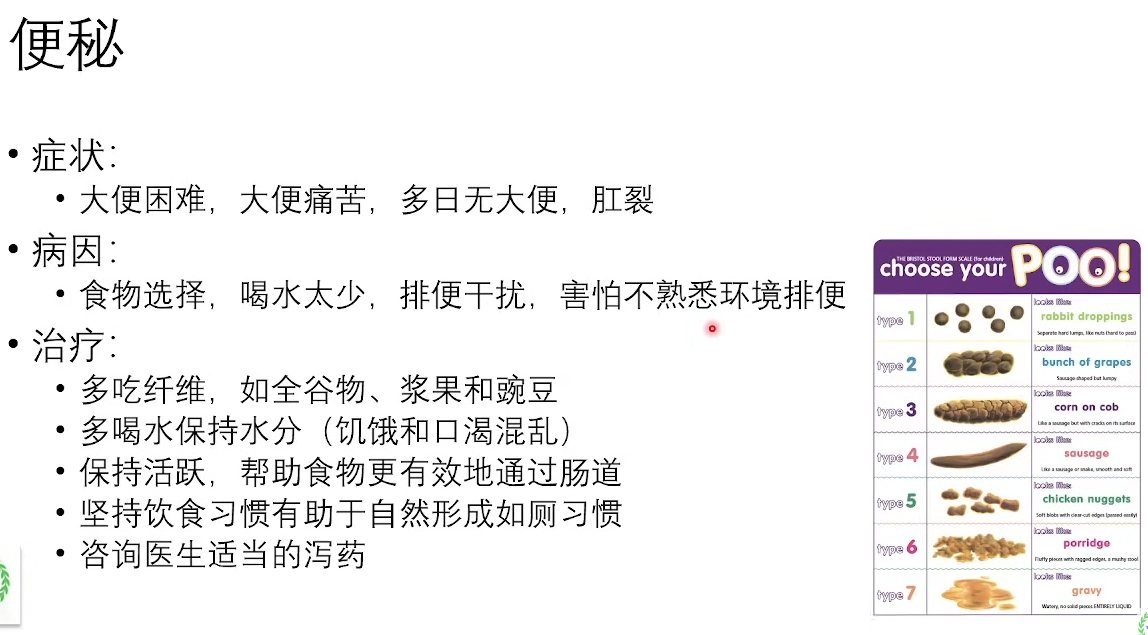 便秘
• 症状：
• 大便困难，大便痛苦，多日无大便，肛裂
• 病因：
• 食物选择，喝水太少，排便干扰，害怕不熟悉环境排便
• 治疗：
• 多吃纤维，如全谷物、浆果和豌豆
• 多喝水保持水分（饥饿和口渴混乱）
• 保持活跃，帮助食物更有效地通过肠道
• 坚持饮食习惯有助于自然形成如厕习惯
• 咨询医生适当的泻药
THE BRISTOL STOOL FORM SCALE (for children)
choose your POO!
type 1
looks like:
rabbit droppings
Separate hard lumps, like nuts (hard to pass)
type 2
looks like:
bunch of grapes
Sausage-shaped but lumpy
type 3
looks like:
corn on cob
Like a sausage but with cracks on its surface
type 4
looks like:
sausage
Like a sausage or snake, smooth and soft
type 5
looks like:
chicken nuggets
Soft blobs with clear-cut edges (passed easily)
type 6
looks like:
porridge
Fluffy pieces with ragged edges, a mushy stool
type 7
looks like:
gravy
Watery, no solid pieces ENTIRELY LIQUID